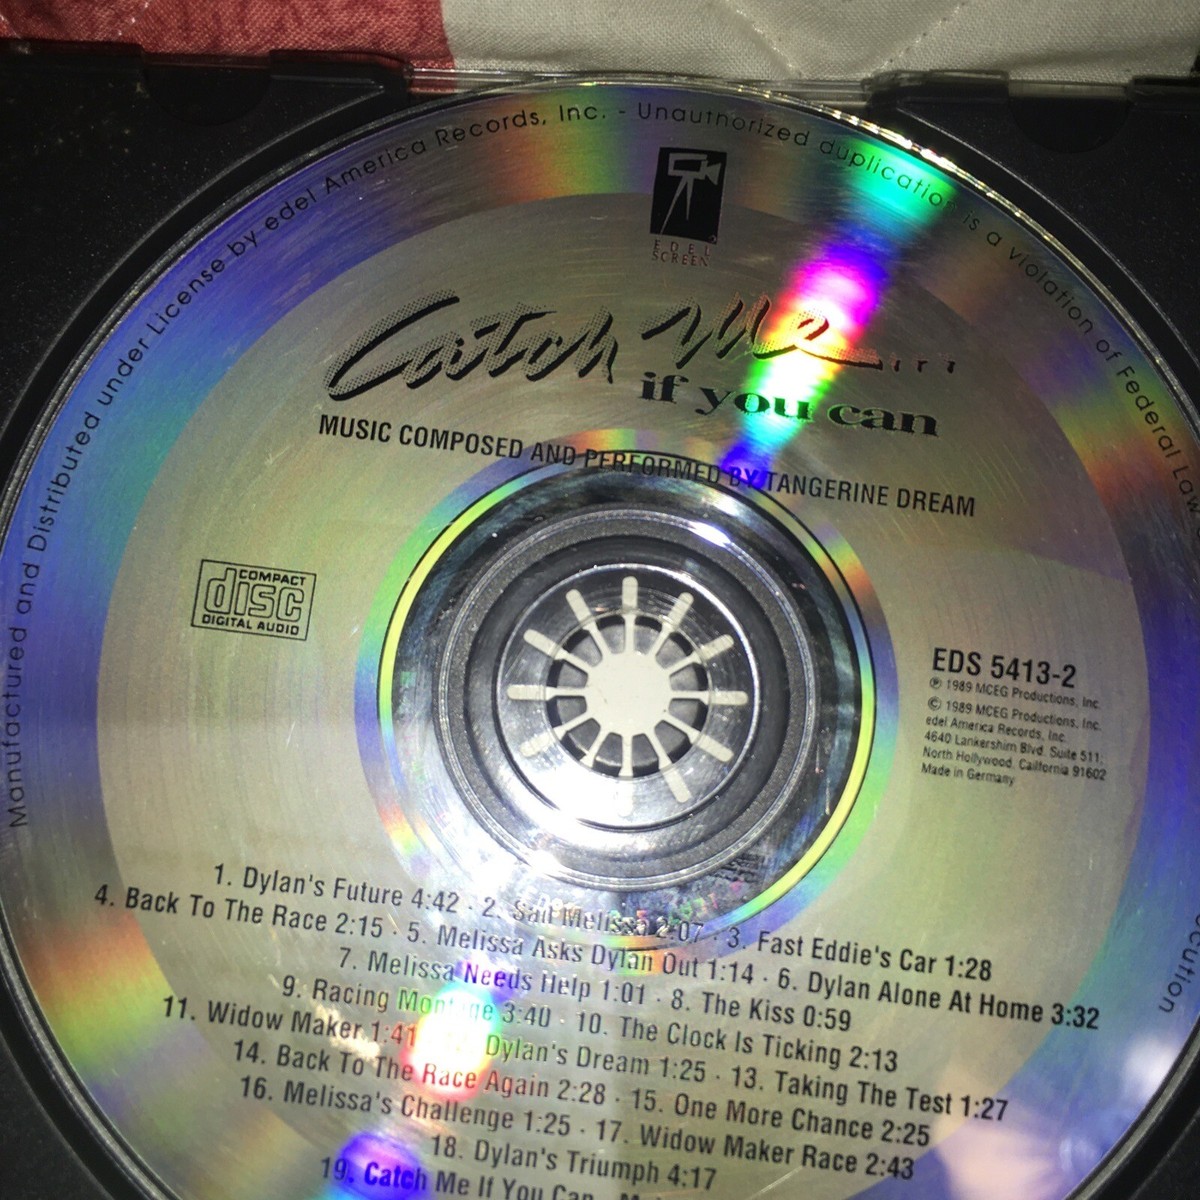 Manufactured and Distributed under License by edel America Records, Inc. - Unauthorized duplication is a violation of Federal Law
EDEL
SCREEN
Catch Me...
if you can
MUSIC COMPOSED AND PERFORMED BY TANGERINE DREAM
COMPACT
disc
DIGITAL AUDIO
EDS 5413-2
℗ 1989 MCEG Productions, Inc.
© 1989 MCEG Productions, Inc.
edel America Records, Inc.
4640 Lankershim Blvd. Suite 511,
North Hollywood, California 91602
Made in Germany
1. Dylan's Future 4:42 · 2. Sail Melissa 2:07 · 3. Fast Eddie's Car 1:28
4. Back To The Race 2:15 · 5. Melissa Asks Dylan Out 1:14 · 6. Dylan Alone At Home 3:32
7. Melissa Needs Help 1:01 · 8. The Kiss 0:59
9. Racing Montage 3:40 · 10. The Clock Is Ticking 2:13
11. Widow Maker 1:41 · 12. Dylan's Dream 1:25 · 13. Taking The Test 1:27
14. Back To The Race Again 2:28 · 15. One More Chance 2:25
16. Melissa's Challenge 1:25 · 17. Widow Maker Race 2:43
18. Dylan's Triumph 4:17
19. Catch Me If You Can